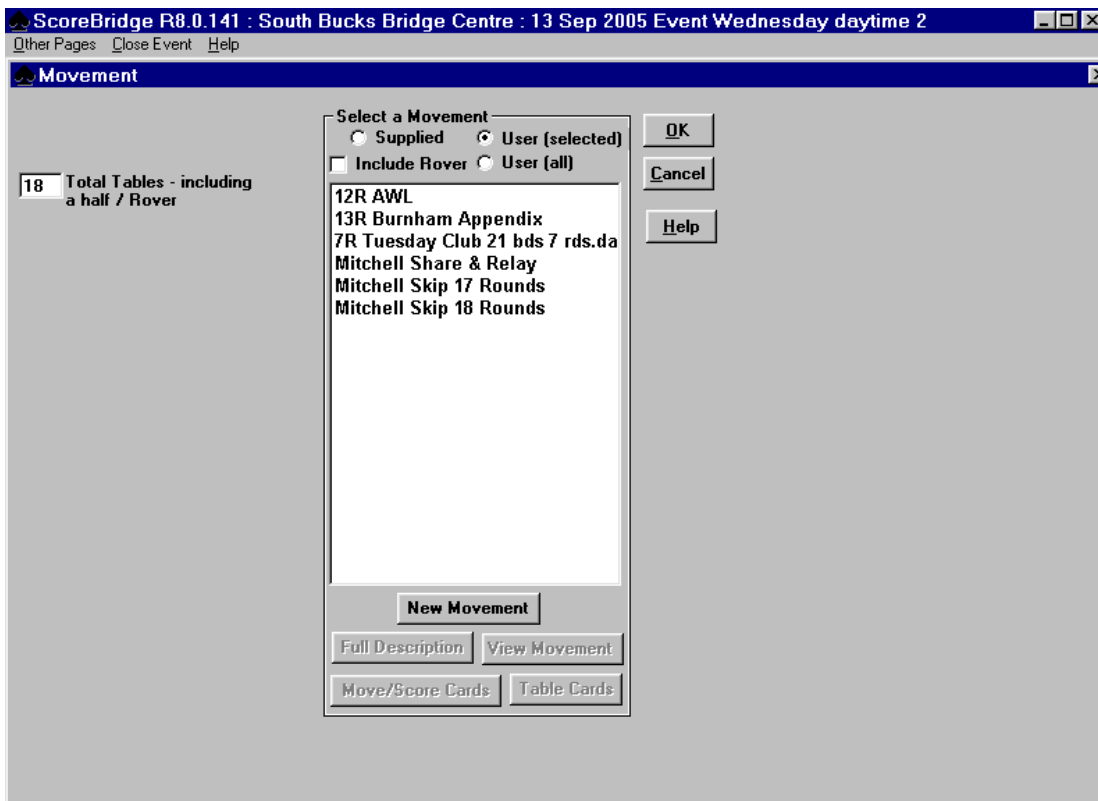 ScoreBridge R8.0.141 : South Bucks Bridge Centre : 13 Sep 2005 Event Wednesday daytime 2
Other Pages Close Event Help
Movement
Select a Movement
Supplied User (selected)
Include Rover User (all)
18 Total Tables - including
a half / Rover
OK
Cancel
Help
12R AWL
13R Burnham Appendix
7R Tuesday Club 21 bds 7 rds.da
Mitchell Share & Relay
Mitchell Skip 17 Rounds
Mitchell Skip 18 Rounds
New Movement
Full Description View Movement
Move/Score Cards Table Cards